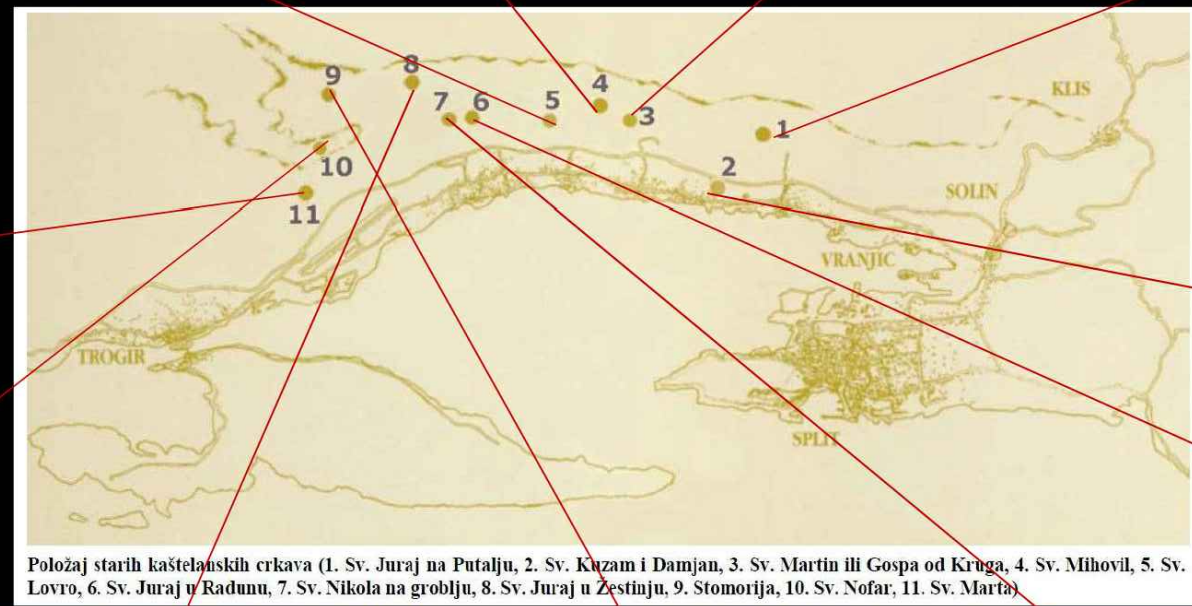 9
8
4
7
6
5
3
1
KLIS
10
2
SOLIN
11
VRANJIC
TROGIR
SPLIT
Položaj starih kaštelanskih crkava (1. Sv. Juraj na Putalju, 2. Sv. Kuzam i Damjan, 3. Sv. Martin ili Gospa od Kruga, 4. Sv. Mihovil, 5. Sv.
Lovro, 6. Sv. Juraj u Radunu, 7. Sv. Nikola na groblju, 8. Sv. Juraj u Žestinju, 9. Stomorija, 10. Sv. Nofar, 11. Sv. Marta)